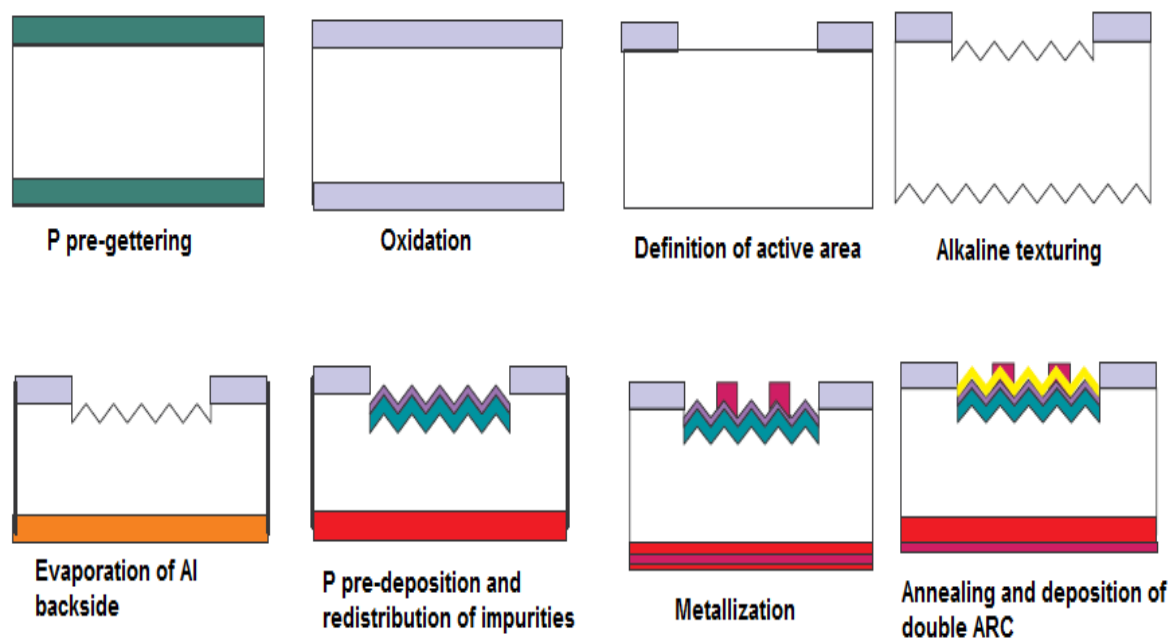 P pre-gettering
Oxidation
Definition of active area
Alkaline texturing
Evaporation of Al
backside
P pre-deposition and
redistribution of impurities
Metallization
Annealing and deposition of
double ARC